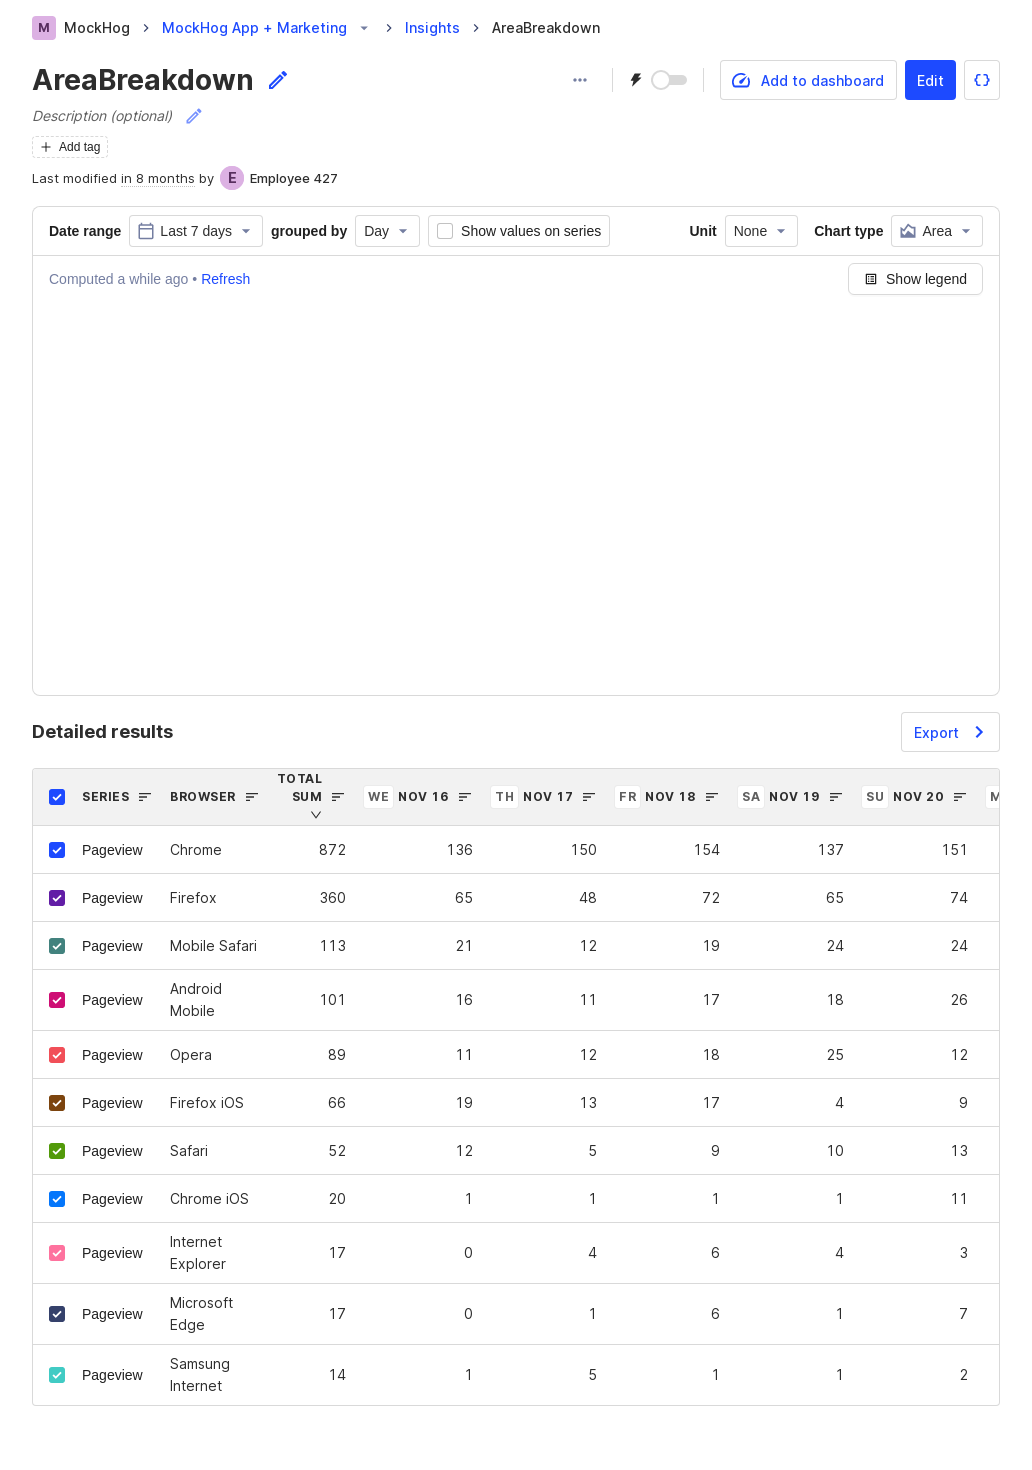 M MockHog MockHog App + Marketing Insights AreaBreakdown
AreaBreakdown Add to dashboard Edit
Description (optional)
Add tag
Last modified in 8 months by E Employee 427
Date range Last 7 days grouped by Day Show values on series Unit None Chart type Area
Computed a while ago • Refresh Show legend
Detailed results Export
SERIES BROWSER TOTAL SUM WE NOV 16 TH NOV 17 FR NOV 18 SA NOV 19 SU NOV 20 M
Pageview Chrome 872 136 150 154 137 151
Pageview Firefox 360 65 48 72 65 74
Pageview Mobile Safari 113 21 12 19 24 24
Pageview Android Mobile 101 16 11 17 18 26
Pageview Opera 89 11 12 18 25 12
Pageview Firefox iOS 66 19 13 17 4 9
Pageview Safari 52 12 5 9 10 13
Pageview Chrome iOS 20 1 1 1 1 11
Pageview Internet Explorer 17 0 4 6 4 3
Pageview Microsoft Edge 17 0 1 6 1 7
Pageview Samsung Internet 14 1 5 1 1 2